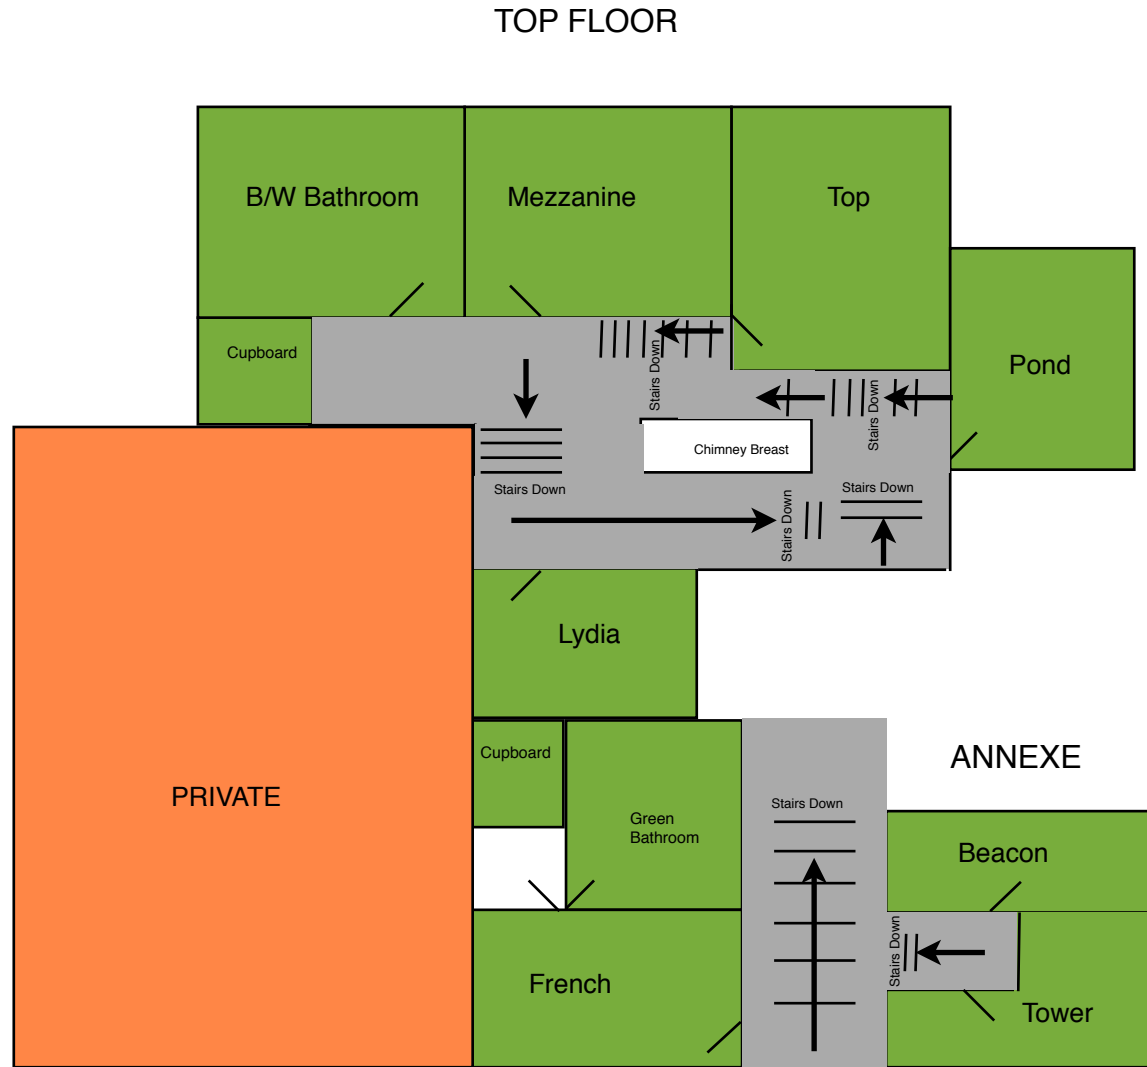 TOP FLOOR
B/W Bathroom
Mezzanine
Top
Cupboard
Stairs Down
Pond
Stairs Down
Chimney Breast
Stairs Down
Stairs Down
Stairs Down
Lydia
Cupboard
ANNEXE
PRIVATE
Stairs Down
Green
Bathroom
Beacon
Stairs Down
French
Tower